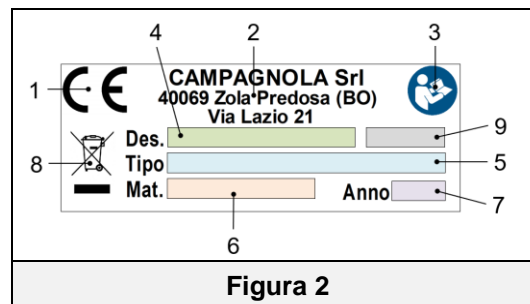 4 2 3
1 CE CAMPAGNOLA Srl
40069 Zola Predosa (BO)
Via Lazio 21
Des. 9
8 Tipo 5
Mat. Anno 7
6
Figura 2